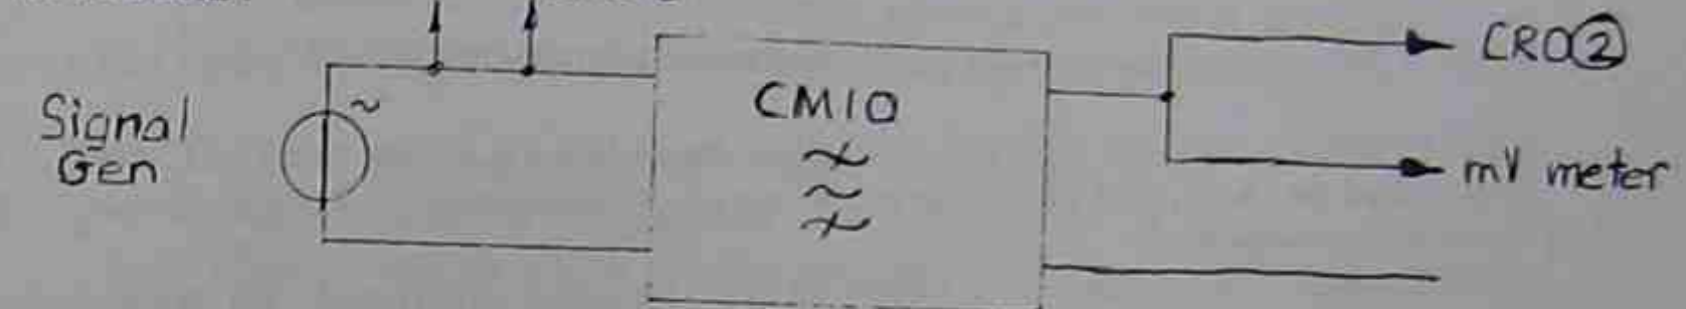 CRO②
Signal
Gen
~
CM10
mV meter